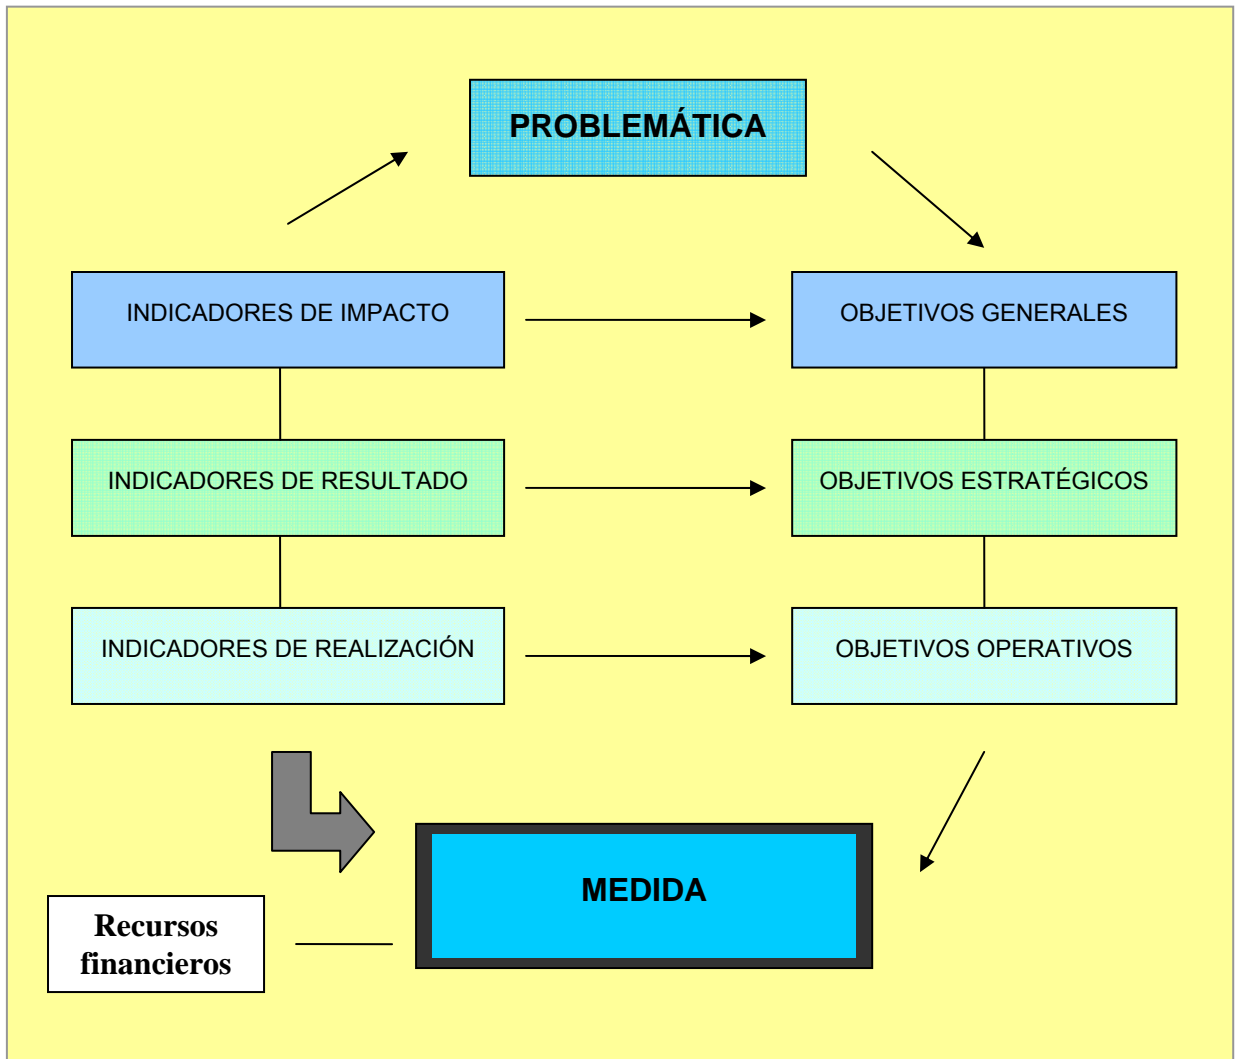 PROBLEMÁTICA
INDICADORES DE IMPACTO
OBJETIVOS GENERALES
INDICADORES DE RESULTADO
OBJETIVOS ESTRATÉGICOS
INDICADORES DE REALIZACIÓN
OBJETIVOS OPERATIVOS
MEDIDA
Recursos
financieros